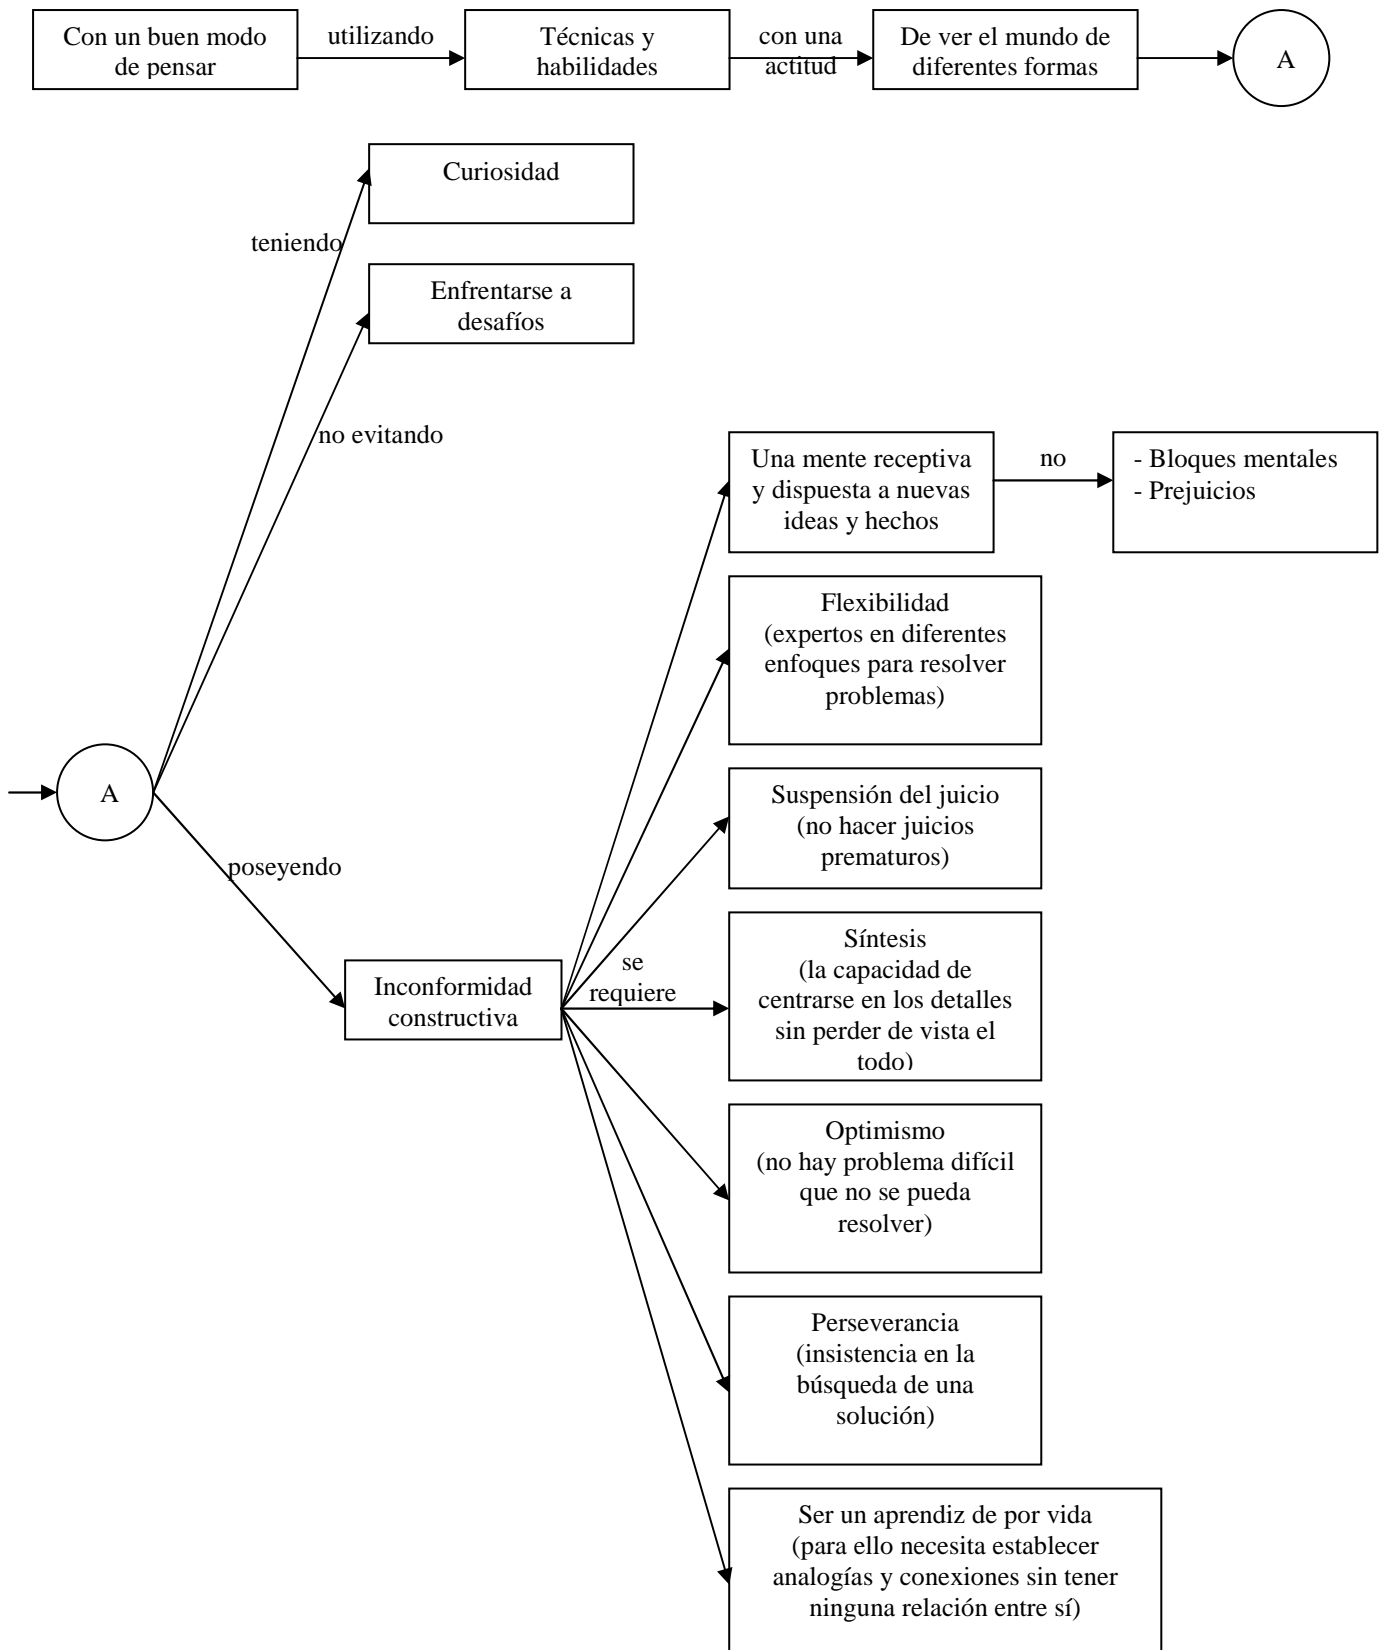 Con un buen modo
de pensar
utilizando
Técnicas y
habilidades
con una
actitud
De ver el mundo de
diferentes formas
A
Curiosidad
teniendo
Enfrentarse a
desafíos
no evitando
Una mente receptiva
y dispuesta a nuevas
ideas y hechos
no
- Bloques mentales
- Prejuicios
Flexibilidad
(expertos en diferentes
enfoques para resolver
problemas)
A
Suspensión del juicio
(no hacer juicios
prematuros)
poseyendo
Inconformidad
constructiva
se
requiere
Síntesis
(la capacidad de
centrarse en los detalles
sin perder de vista el
todo)
Optimismo
(no hay problema difícil
que no se pueda
resolver)
Perseverancia
(insistencia en la
búsqueda de una
solución)
Ser un aprendiz de por vida
(para ello necesita establecer
analogías y conexiones sin tener
ninguna relación entre sí)